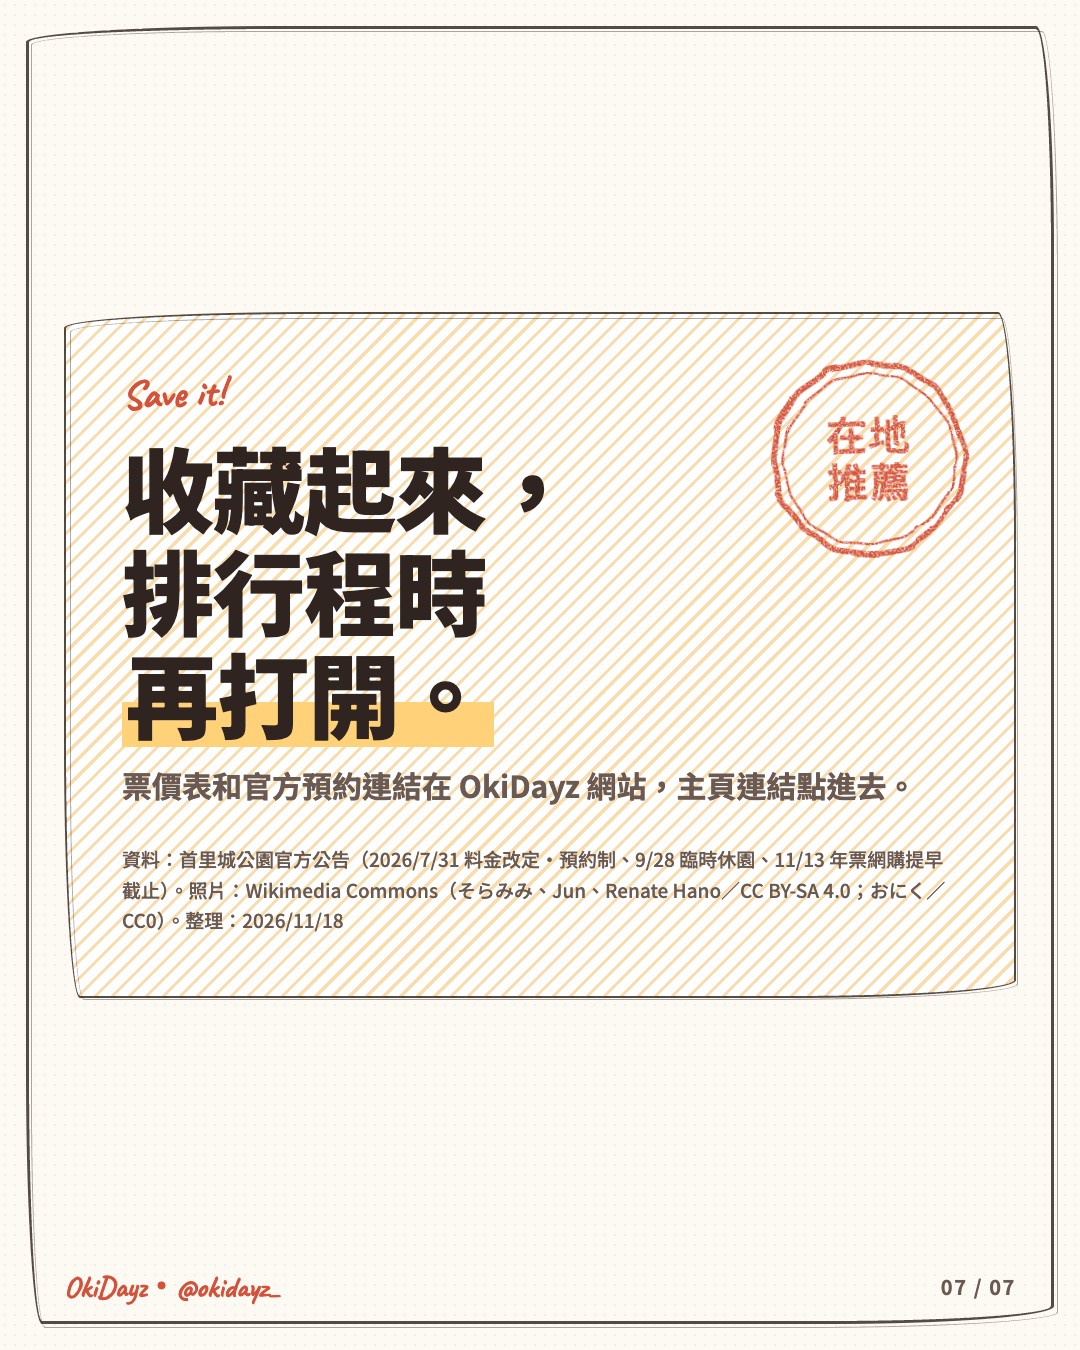 Save it!
在地
推薦
收藏起來，
排行程時
再打開。
票價表和官方預約連結在 OkiDayz 網站，主頁連結點進去。
資料：首里城公園官方公告（2026/7/31 料金改定・預約制、9/28 臨時休園、11/13 年票網購提早
截止）。照片：Wikimedia Commons（そらみみ、Jun、Renate Hano／CC BY-SA 4.0；おにく／
CC0）。整理：2026/11/18
OkiDayz • @okidayz_
07 / 07